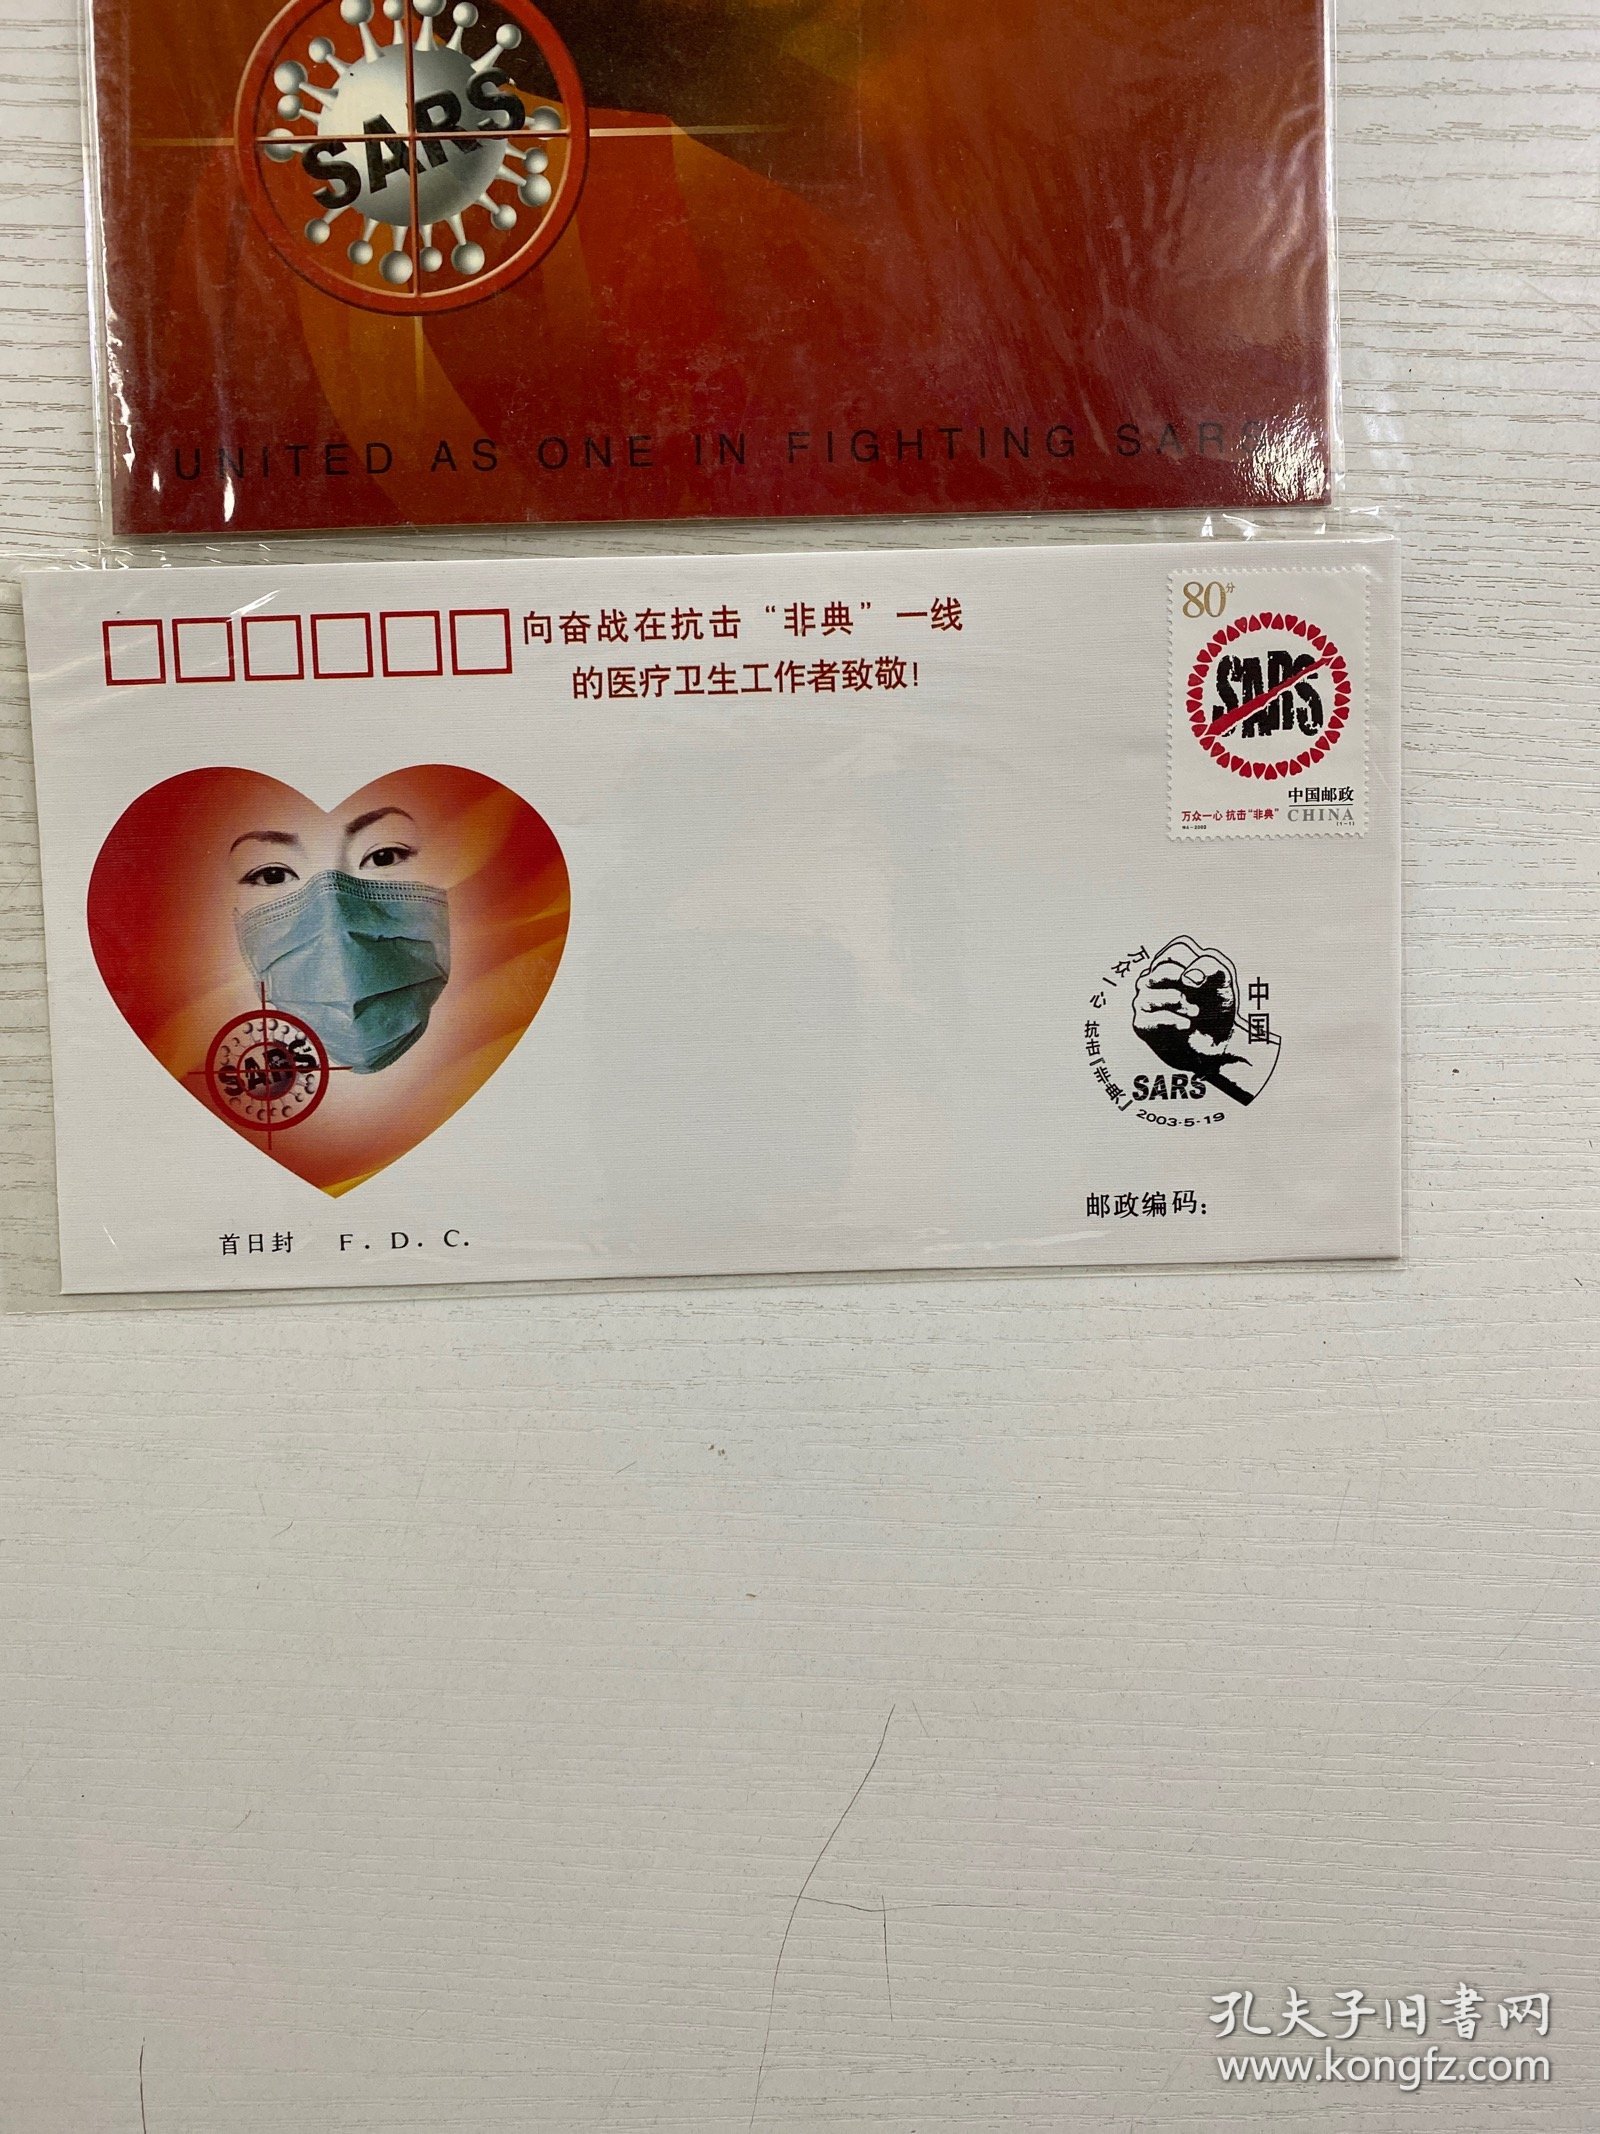 SARS
UNITED AS ONE IN FIGHTING SARS
向奋战在抗击“非典”一线
的医疗卫生工作者致敬！
80分
SARS
中国邮政
万众一心 抗击“非典” CHINA
(1-1)
SARS
万众一心 抗击『非典』
中国
SARS
2003·5·19
邮政编码：
首日封 F.D.C.
孔夫子旧书网
www.kongfz.com